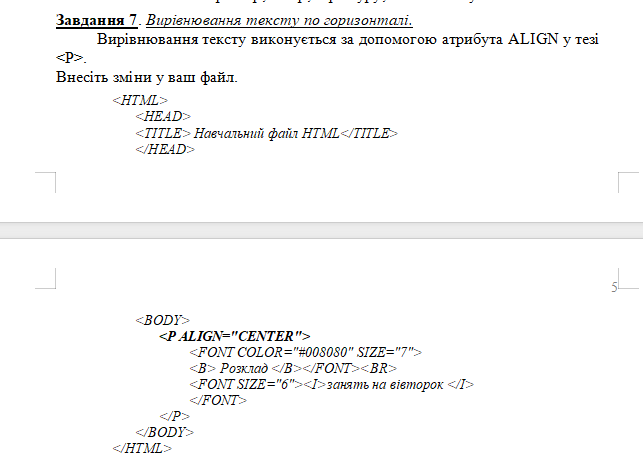 Завдання 7. Вирівнювання тексту по горизонталі.
Вирівнювання тексту виконується за допомогою атрибута ALIGN у тезі
<P>.
Внесіть зміни у ваш файл.
<HTML>
<HEAD>
<TITLE> Навчальний файл HTML</TITLE>
</HEAD>
5
<BODY>
<P ALIGN="CENTER">
<FONT COLOR="#008080" SIZE="7">
<B> Розклад </B></FONT><BR>
<FONT SIZE="6"><I>занять на вівторок </I>
</FONT>
</P>
</BODY>
</HTML>